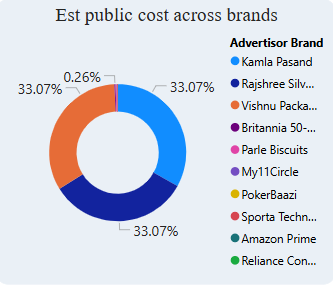 Est public cost across brands
Advertisor Brand
Kamla Pasand
Rajshree Silv...
Vishnu Packa...
Britannia 50-...
Parle Biscuits
My11Circle
PokerBaazi
Sporta Techn...
Amazon Prime
Reliance Con...
0.26%
33.07%
33.07%
33.07%